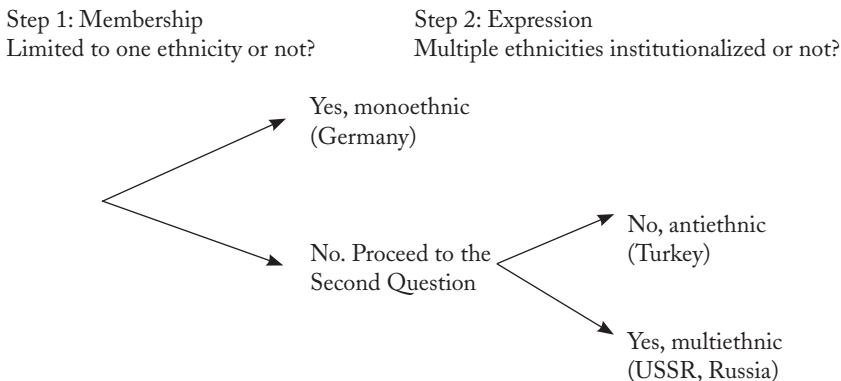 Step 1: Membership
Limited to one ethnicity or not?
Step 2: Expression
Multiple ethnicities institutionalized or not?
Yes, monoethnic
(Germany)
No. Proceed to the
Second Question
No, antiethnic
(Turkey)
Yes, multiethnic
(USSR, Russia)